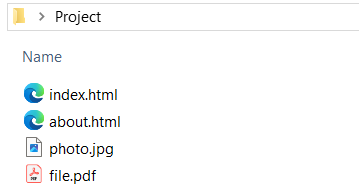 Project
Name
index.html
about.html
photo.jpg
file.pdf